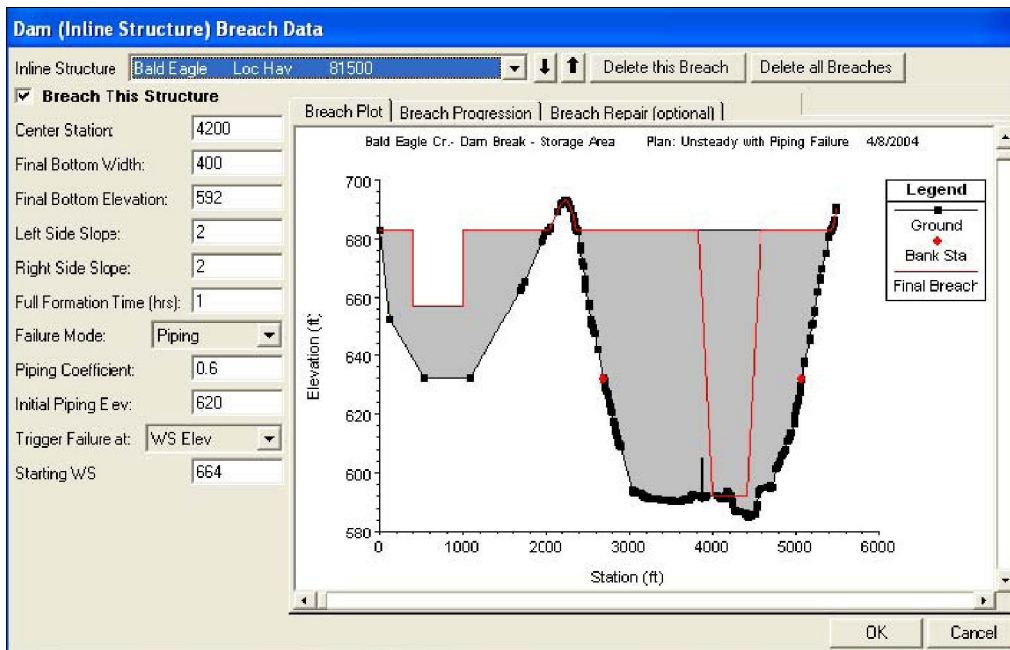 Dam (Inline Structure) Breach Data
Inline Structure Bald Eagle Loc Hav 81500 Delete this Breach Delete all Breaches
Breach This Structure
Breach Plot Breach Progression Breach Repair (optional)
Center Station: 4200
Final Bottom Width: 400
Final Bottom Elevation: 592
Left Side Slope: 2
Right Side Slope: 2
Full Formation Time (hrs): 1
Failure Mode: Piping
Piping Coefficient: 0.6
Initial Piping E ev: 620
Trigger Failure at: WS Elev
Starting WS 664
Bald Eagle Cr.- Dam Break - Storage Area Plan: Unsteady with Piping Failure 4/8/2004
700
680
660
640
620
600
580
Elevation (ft)
0 1000 2000 3000 4000 5000 6000
Station (ft)
Legend
Ground
Bank Sta
Final Breach
OK Cancel